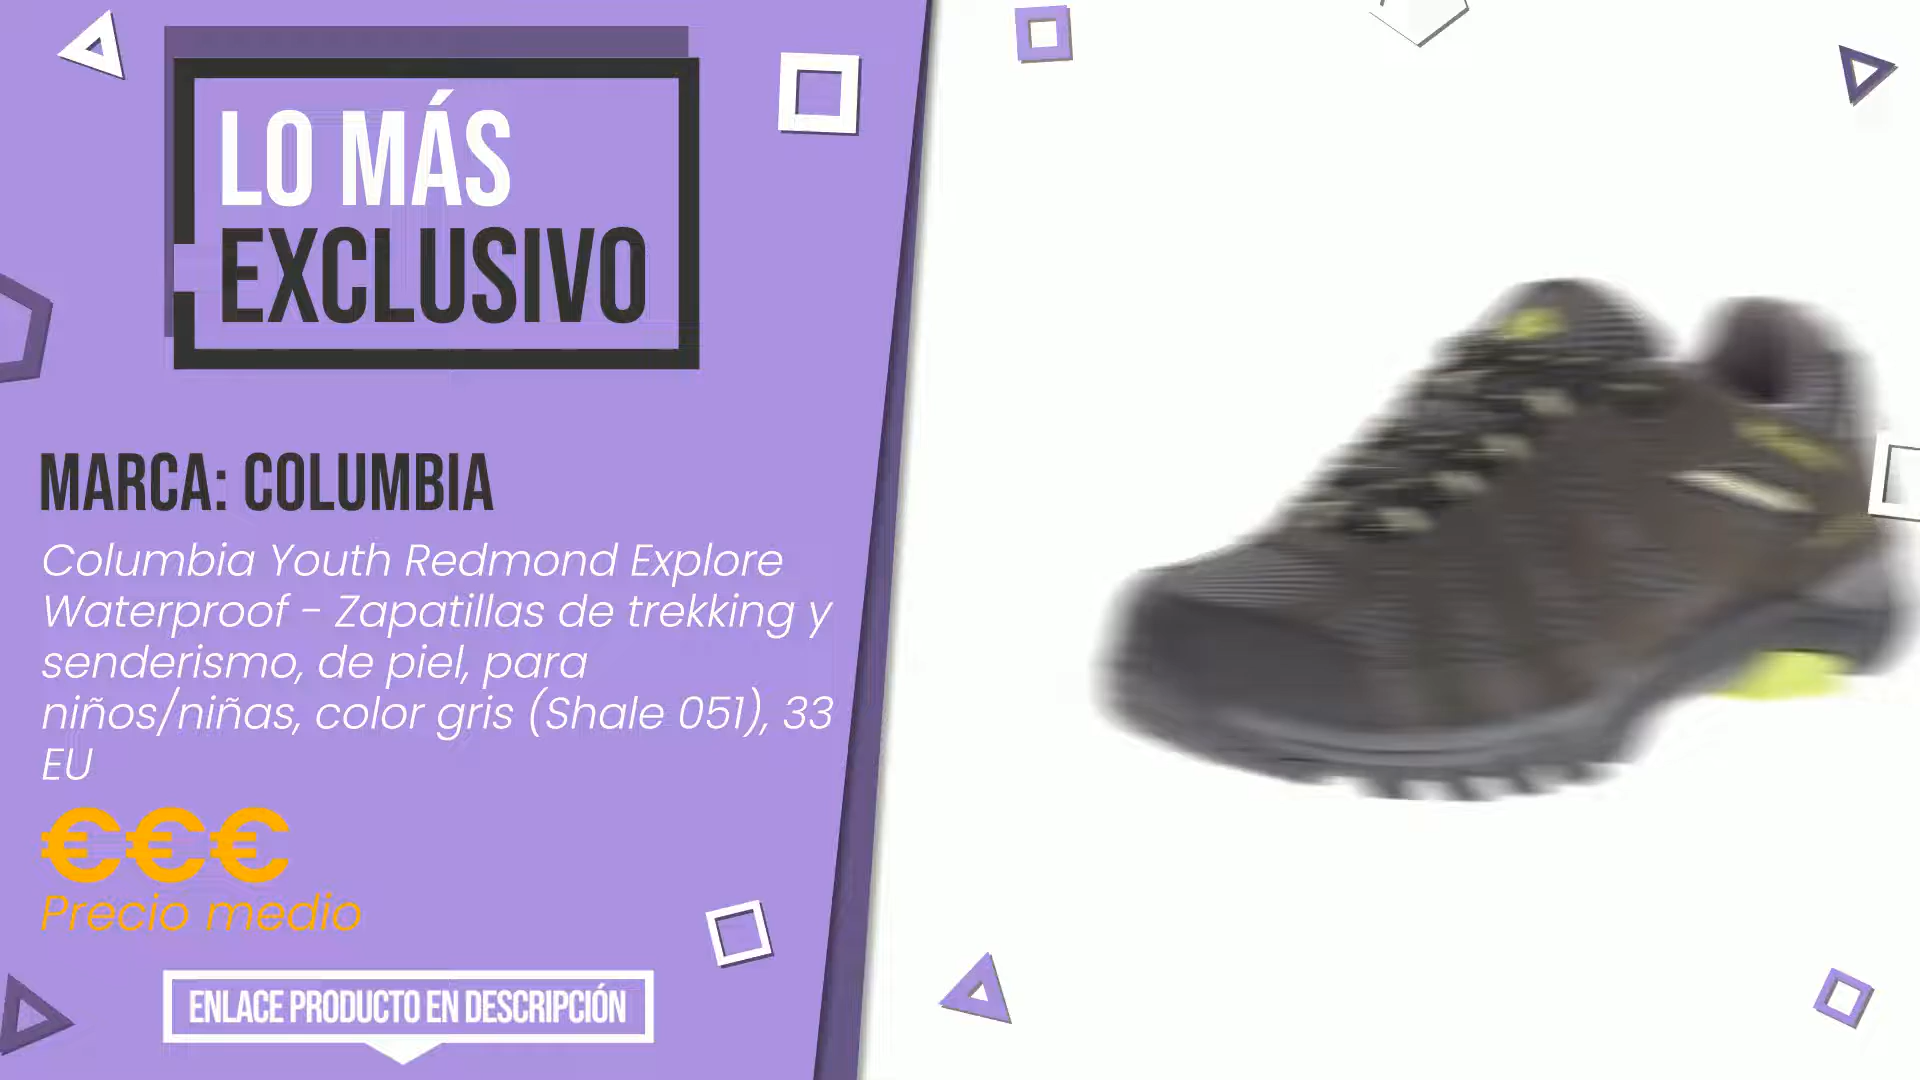 LO MÁS
EXCLUSIVO
MARCA: COLUMBIA
Columbia Youth Redmond Explore
Waterproof - Zapatillas de trekking y
senderismo, de piel, para
niños/niñas, color gris (Shale 051), 33
EU
€€€
Precio medio
ENLACE PRODUCTO EN DESCRIPCIÓN